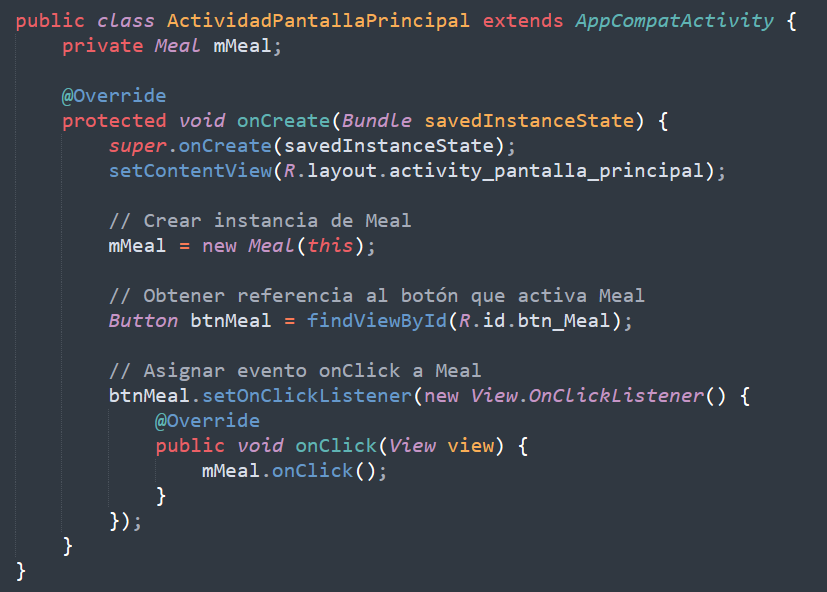 public class ActividadPantallaPrincipal extends AppCompatActivity {
    private Meal mMeal;

    @Override
    protected void onCreate(Bundle savedInstanceState) {
        super.onCreate(savedInstanceState);
        setContentView(R.layout.activity_pantalla_principal);

        // Crear instancia de Meal
        mMeal = new Meal(this);

        // Obtener referencia al botón que activa Meal
        Button btnMeal = findViewById(R.id.btn_Meal);

        // Asignar evento onClick a Meal
        btnMeal.setOnClickListener(new View.OnClickListener() {
            @Override
            public void onClick(View view) {
                mMeal.onClick();
            }
        });
    }
}